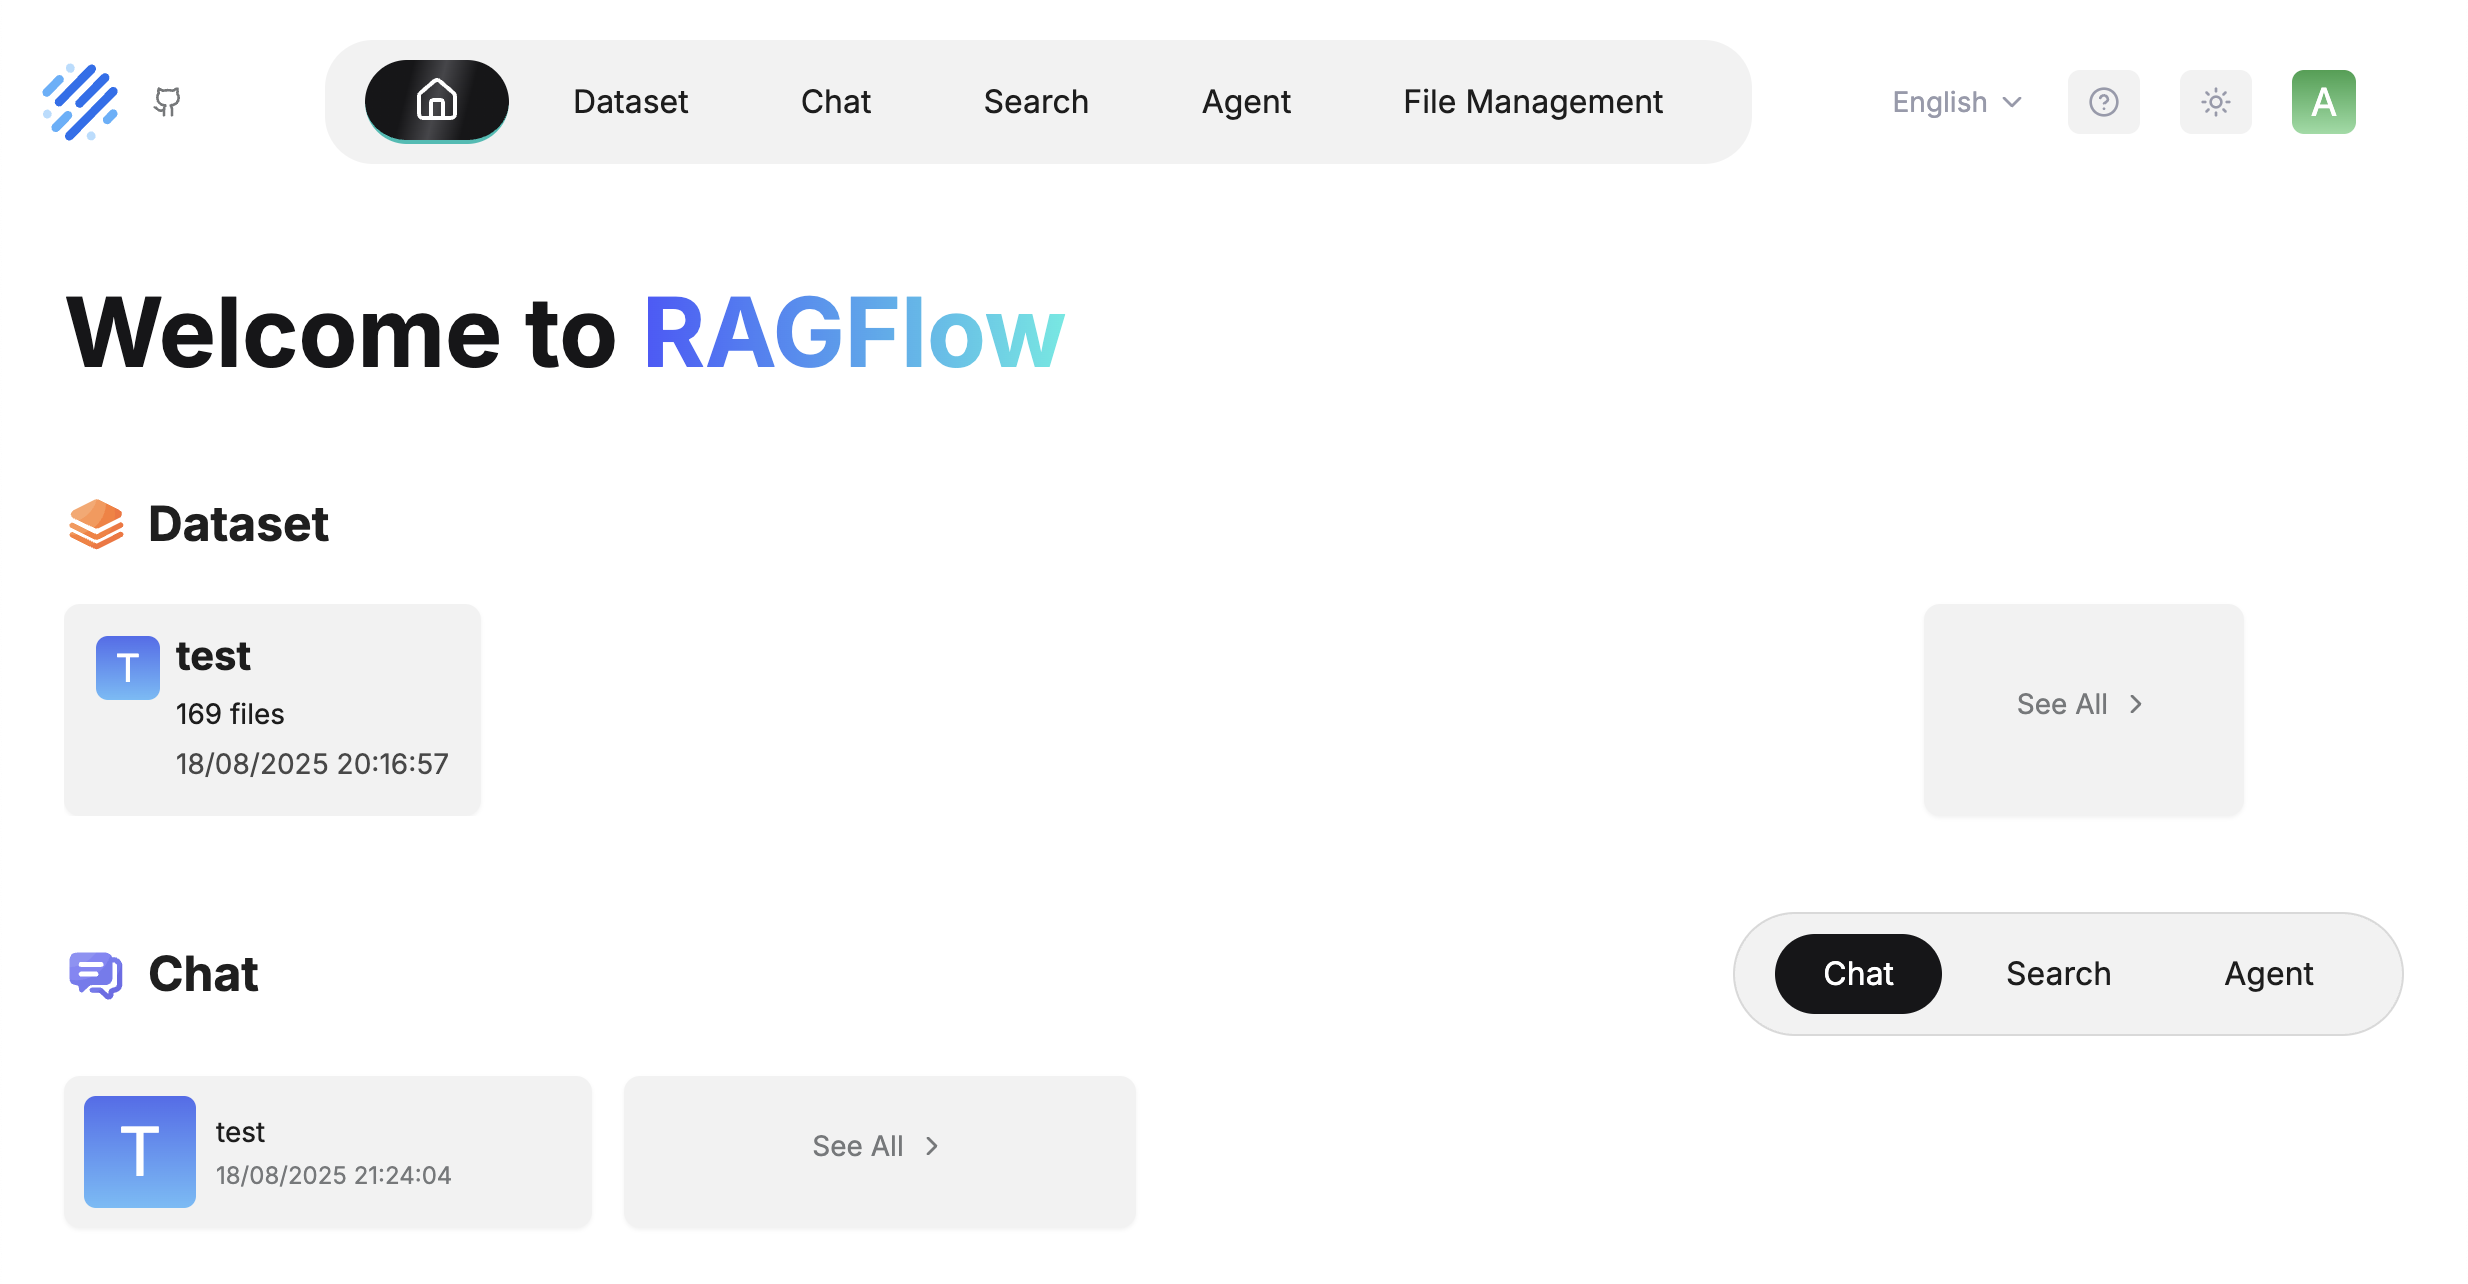 Dataset Chat Search Agent File Management English A
Welcome to RAGFlow
Dataset
T test
169 files
18/08/2025 20:16:57
See All
Chat
Chat Search Agent
T test
18/08/2025 21:24:04
See All